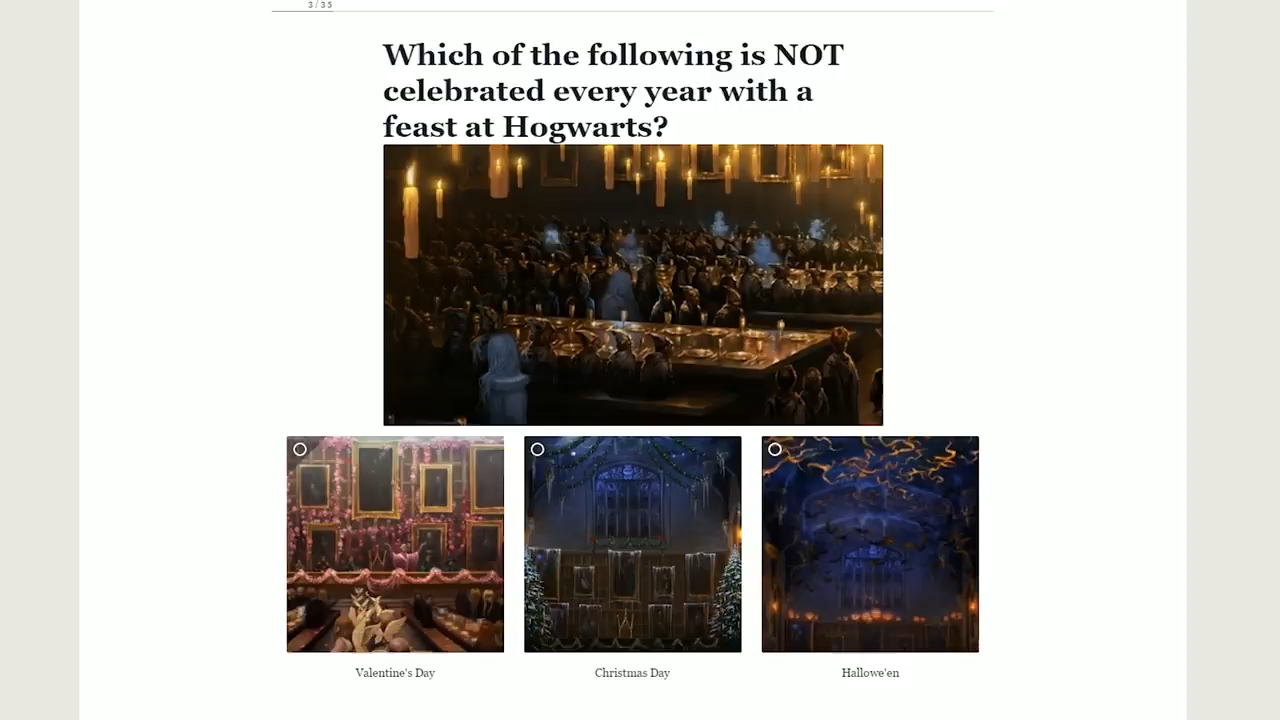 3 / 35
Which of the following is NOT
celebrated every year with a
feast at Hogwarts?
Valentine's Day
Christmas Day
Hallowe'en